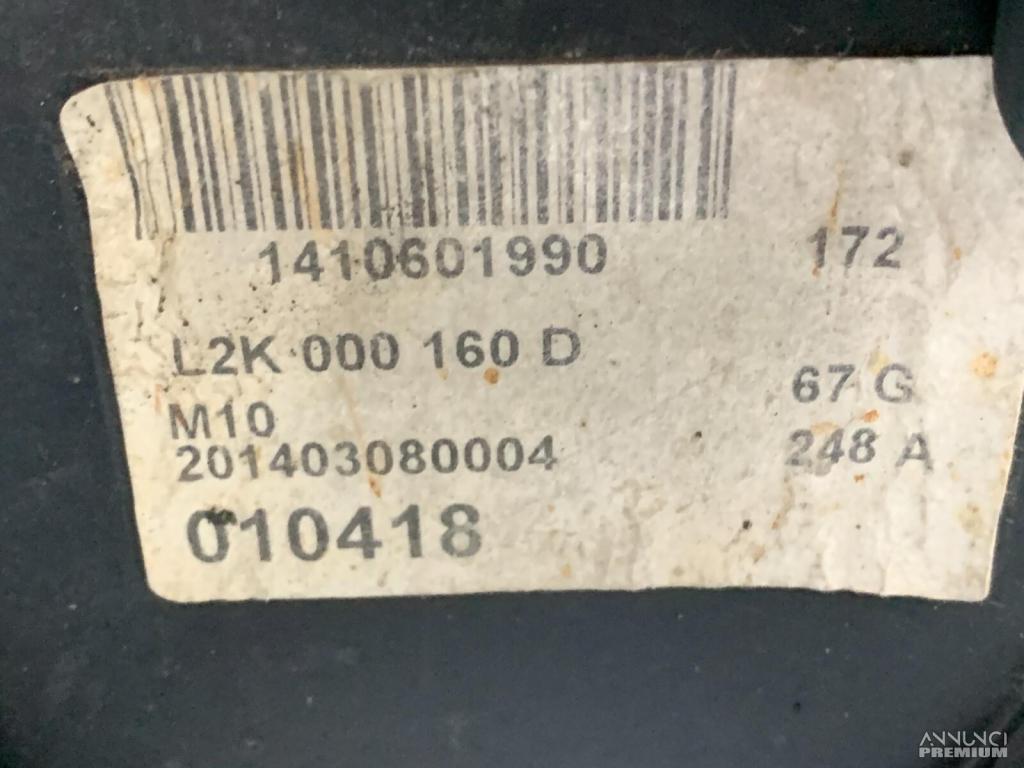 1410601990 172
L2K 000 160 D
67 G
M10
201403080004 248 A
010418
ANNUNCI
PREMIUM